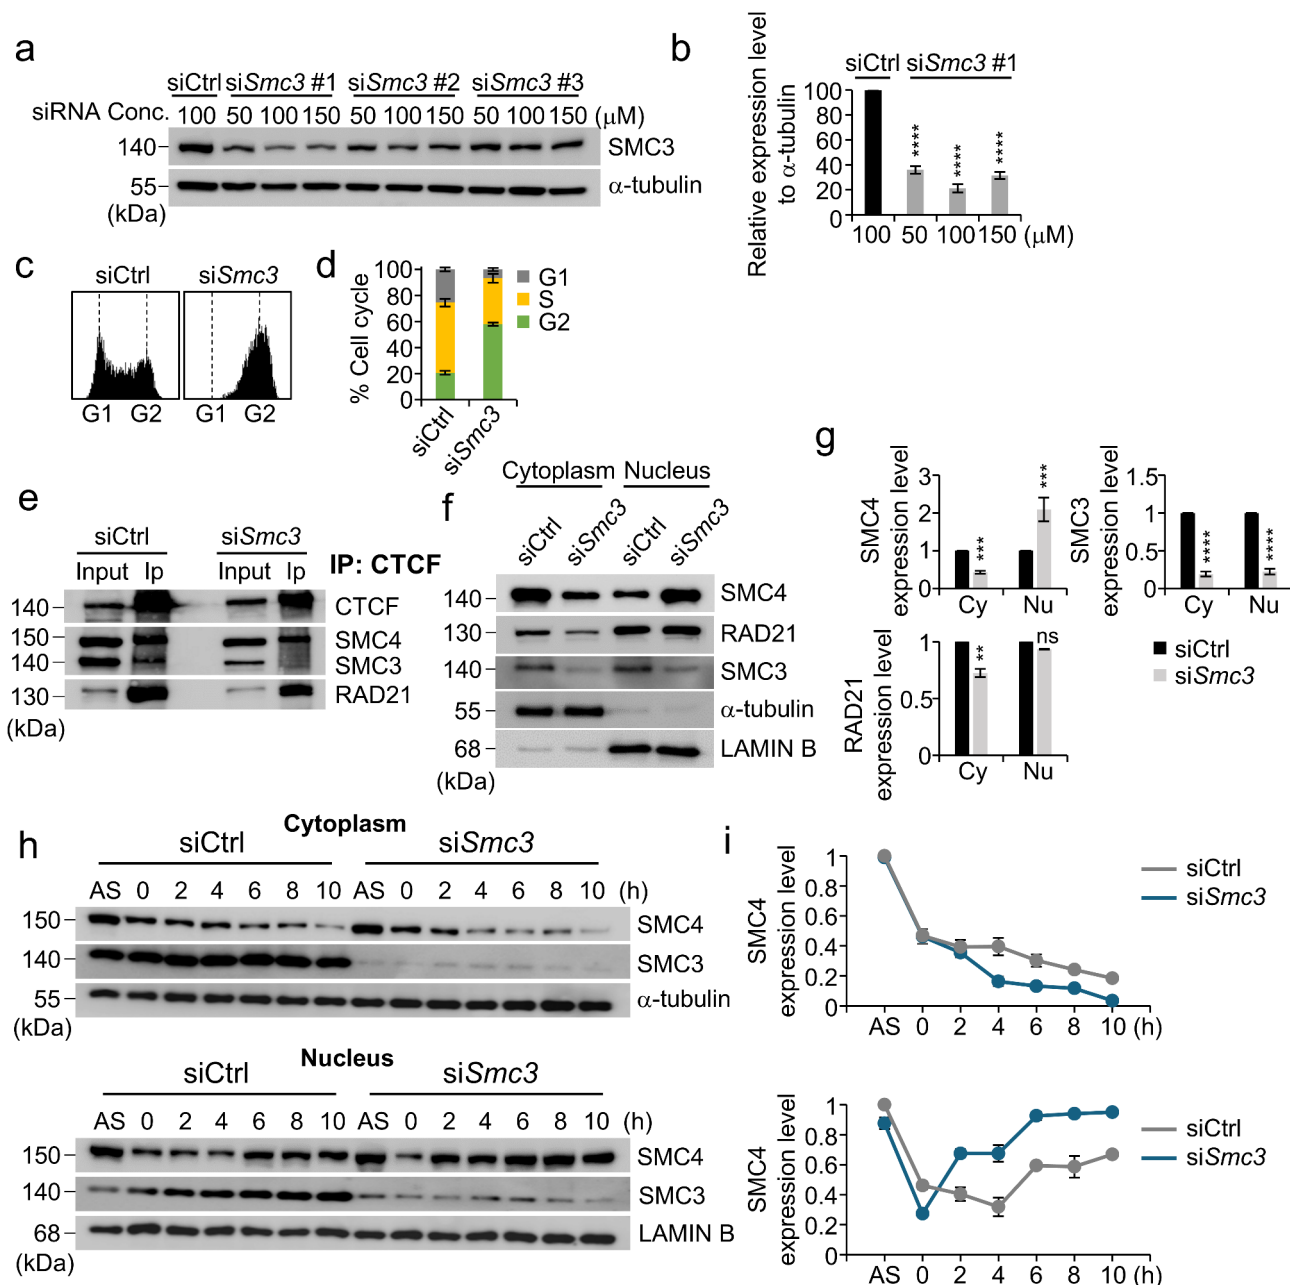 a
siCtrl siSmc3 #1 siSmc3 #2 siSmc3 #3
siRNA Conc. 100 50 100 150 50 100 150 50 100 150 (μM)
140 SMC3
55 α-tubulin
(kDa)
b
siCtrl siSmc3 #1
Relative expression level
to α-tubulin
100
80
60
40
20
0
**** **** ****
100 50 100 150 (μM)
c
siCtrl siSmc3
G1 G2 G1 G2
d
% Cell cycle
100
80
60
40
20
0
G1
S
G2
siCtrl
siSmc3
e
siCtrl siSmc3
Input Ip Input Ip
IP: CTCF
140 CTCF
150 SMC4
140 SMC3
130 RAD21
(kDa)
f
Cytoplasm Nucleus
siCtrl siSmc3 siCtrl siSmc3
140 SMC4
130 RAD21
140 SMC3
55 α-tubulin
68 LAMIN B
(kDa)
g
SMC4
expression level
3
2
1
0
*** ***
Cy Nu
SMC3
expression level
1.5
1
0.5
0
**** ****
Cy Nu
RAD21
expression level
1
0.5
0
** ns
Cy Nu
siCtrl
siSmc3
h
Cytoplasm
siCtrl siSmc3
AS 0 2 4 6 8 10 AS 0 2 4 6 8 10 (h)
150 SMC4
140 SMC3
55 α-tubulin
(kDa)
Nucleus
siCtrl siSmc3
AS 0 2 4 6 8 10 AS 0 2 4 6 8 10 (h)
150 SMC4
140 SMC3
68 LAMIN B
(kDa)
i
SMC4
expression level
1
0.8
0.6
0.4
0.2
0
AS 0 2 4 6 8 10 (h)
siCtrl
siSmc3
SMC4
expression level
1
0.8
0.6
0.4
0.2
0
AS 0 2 4 6 8 10 (h)
siCtrl
siSmc3